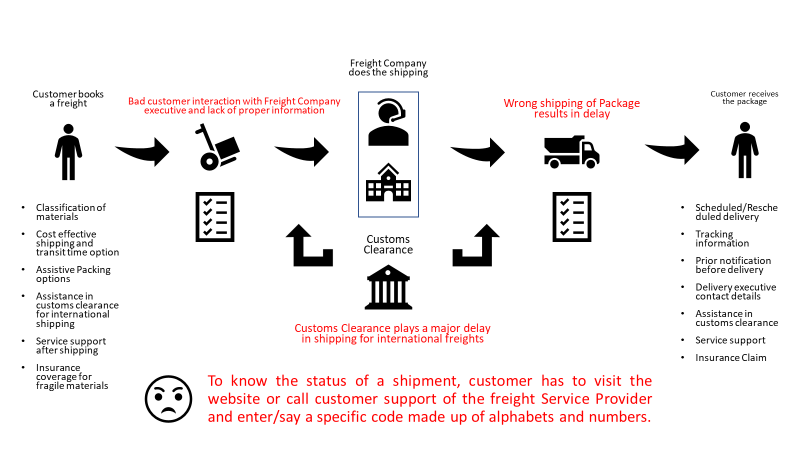 Freight Company
does the shipping
Customer books
a freight
Bad customer interaction with Freight Company
executive and lack of proper information
Wrong shipping of Package
results in delay
Customer receives
the package
• Classification of
materials
• Cost effective
shipping and
transit time option
• Assistive Packing
options
• Assistance in
customs clearance
for international
shipping
• Service support
after shipping
• Insurance
coverage for
fragile materials
Customs
Clearance
Customs Clearance plays a major delay
in shipping for international freights
• Scheduled/Resche
duled delivery
• Tracking
information
• Prior notification
before delivery
• Delivery executive
contact details
• Assistance in
customs clearance
• Service support
• Insurance Claim
To know the status of a shipment, customer has to visit the
website or call customer support of the freight Service Provider
and enter/say a specific code made up of alphabets and numbers.